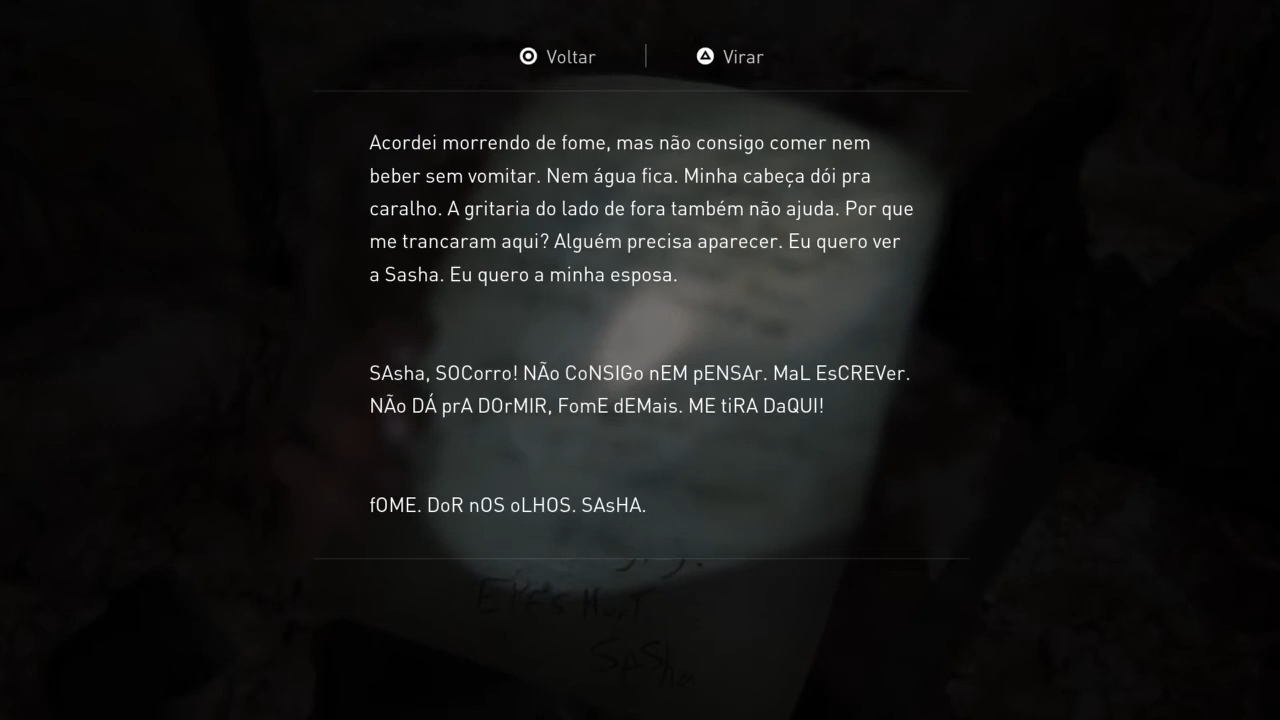 Voltar | Virar
Acordei morrendo de fome, mas não consigo comer nem
beber sem vomitar. Nem água fica. Minha cabeça dói pra
caralho. A gritaria do lado de fora também não ajuda. Por que
me trancaram aqui? Alguém precisa aparecer. Eu quero ver
a Sasha. Eu quero a minha esposa.
SAsha, SOCorro! NÃo CoNSIGo nEM pENSAr. MaL EsCREVer.
NÃo DÁ prA DOrMIR, FomE dEMais. ME tiRA DaQUI!
fOME. DoR nOS oLHOS. SAsHA.
EYES
SASha